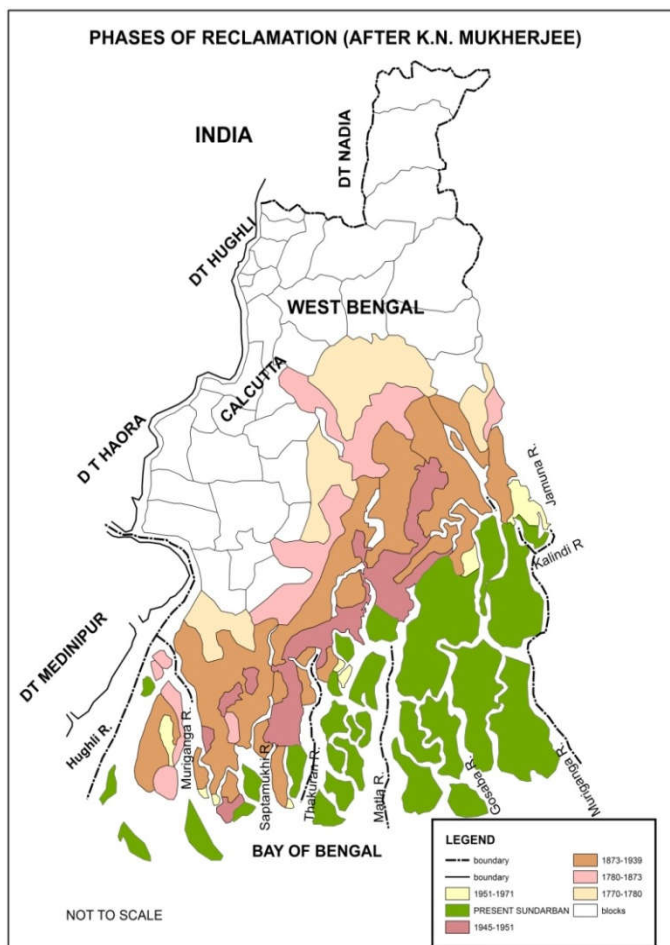 PHASES OF RECLAMATION (AFTER K.N. MUKHERJEE)
INDIA
DT NADIA
DT HUGHLI
WEST BENGAL
CALCUTTA
D T HAORA
Jamuna R.
Kalindi R
DT MEDINIPUR
Hughli R.
Muriganga R.
Saptamukhi R.
Thakuran R.
Matla R.
Gosaba R.
Muriganga R.
BAY OF BENGAL
NOT TO SCALE
LEGEND
boundary
boundary
1951-1971
PRESENT SUNDARBAN
1945-1951
1873-1939
1780-1873
1770-1780
blocks